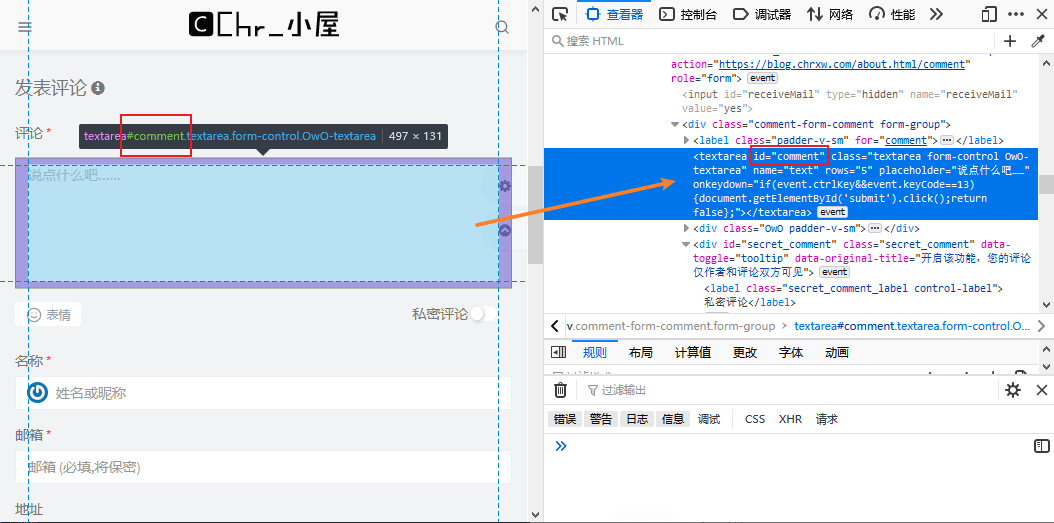 CChr_小屋
发表评论
评论 *
textarea#comment.textarea.form-control.OwO-textarea | 497 × 131
说点什么吧......
表情
私密评论
名称 *
姓名或昵称
邮箱 *
邮箱 (必填,将保密)
地址
查看器 控制台 调试器 网络 性能
搜索 HTML
action="https://blog.chrxw.com/about.html/comment"
role="form"> event
<input id="receiveMail" type="hidden" name="receiveMail"
value="yes">
<div class="comment-form-comment form-group">
<label class="padder-v-sm" for="comment">...</label>
<textarea id="comment" class="textarea form-control OwO-
textarea" name="text" rows="5" placeholder="说点什么吧……"
onkeydown="if(event.ctrlKey&&event.keyCode==13)
{document.getElementById('submit').click();return
false};"></textarea> event
<div class="OwO padder-v-sm">...</div>
<div id="secret_comment" class="secret_comment" data-
toggle="tooltip" data-original-title="开启该功能，您的评论
仅作者和评论双方可见"> event
<label class="secret_comment_label control-label">
私密评论</label>
v.comment-form-comment.form-group > textarea#comment.textarea.form-control.O...
规则 布局 计算值 更改 字体 动画
过滤输出
错误 警告 日志 信息 调试 CSS XHR 请求